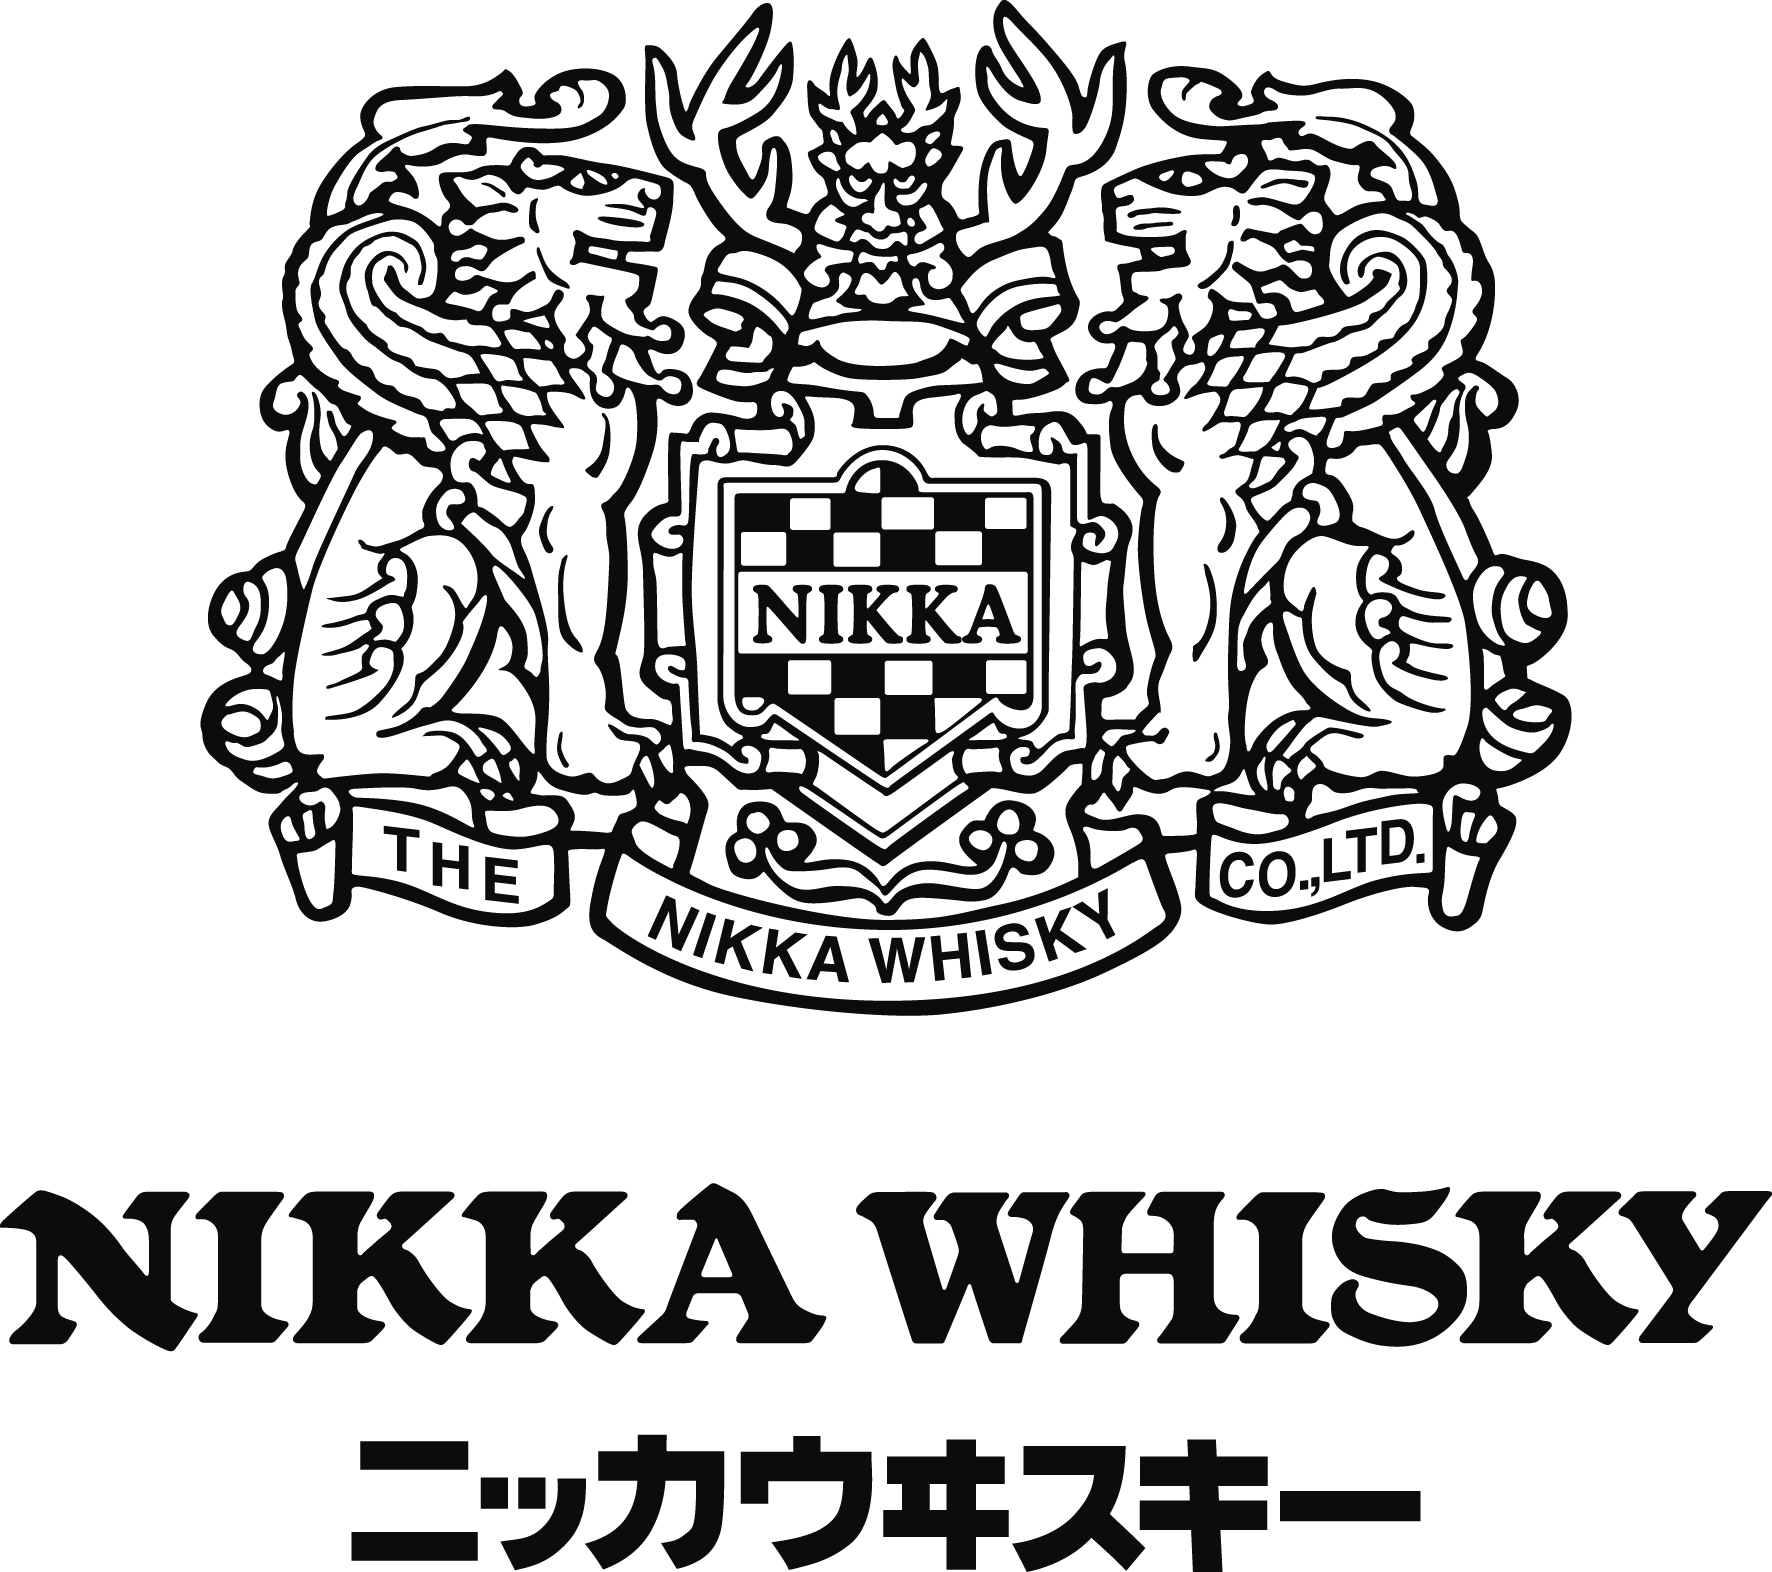 NIKKA
THE NIKKA WHISKY CO.,LTD.
NIKKA WHISKY
ニッカウヰスキー